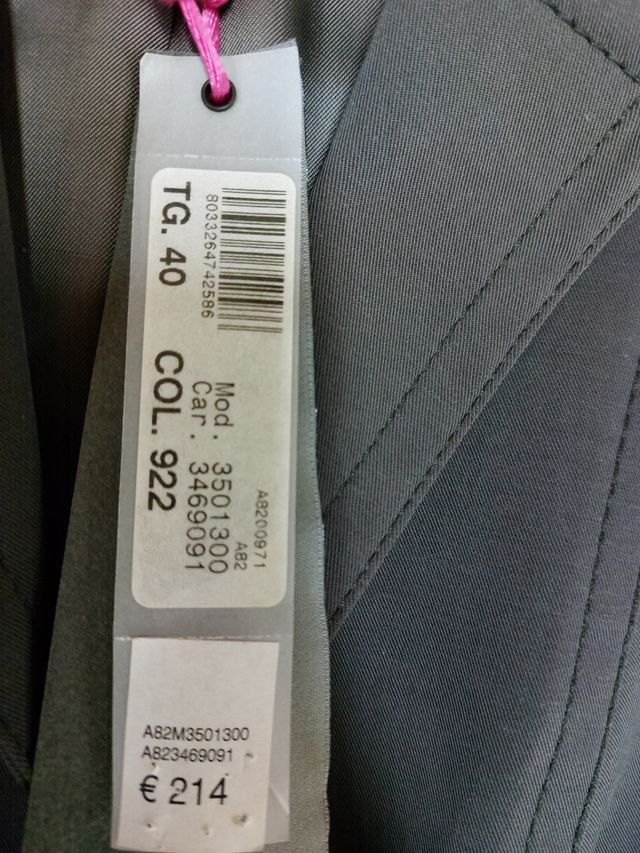 8033264742586
TG. 40 COL. 922
A8200971
A82
Mod. 3501300
Car. 3469091
A82M3501300
A823469091
€ 214